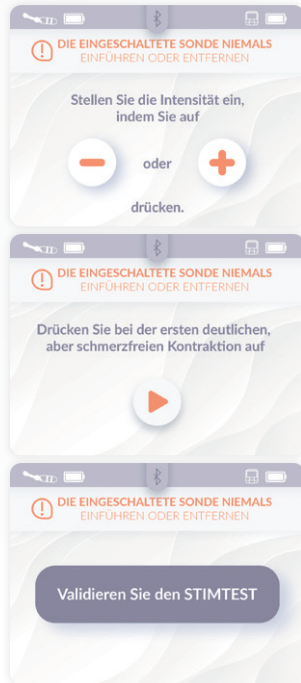 DIE EINGESCHALTETE SONDE NIEMALS
EINFÜHREN ODER ENTFERNEN
Stellen Sie die Intensität ein,
indem Sie auf
oder
drücken.
DIE EINGESCHALTETE SONDE NIEMALS
EINFÜHREN ODER ENTFERNEN
Drücken Sie bei der ersten deutlichen,
aber schmerzfreien Kontraktion auf
DIE EINGESCHALTETE SONDE NIEMALS
EINFÜHREN ODER ENTFERNEN
Validieren Sie den STIMTEST